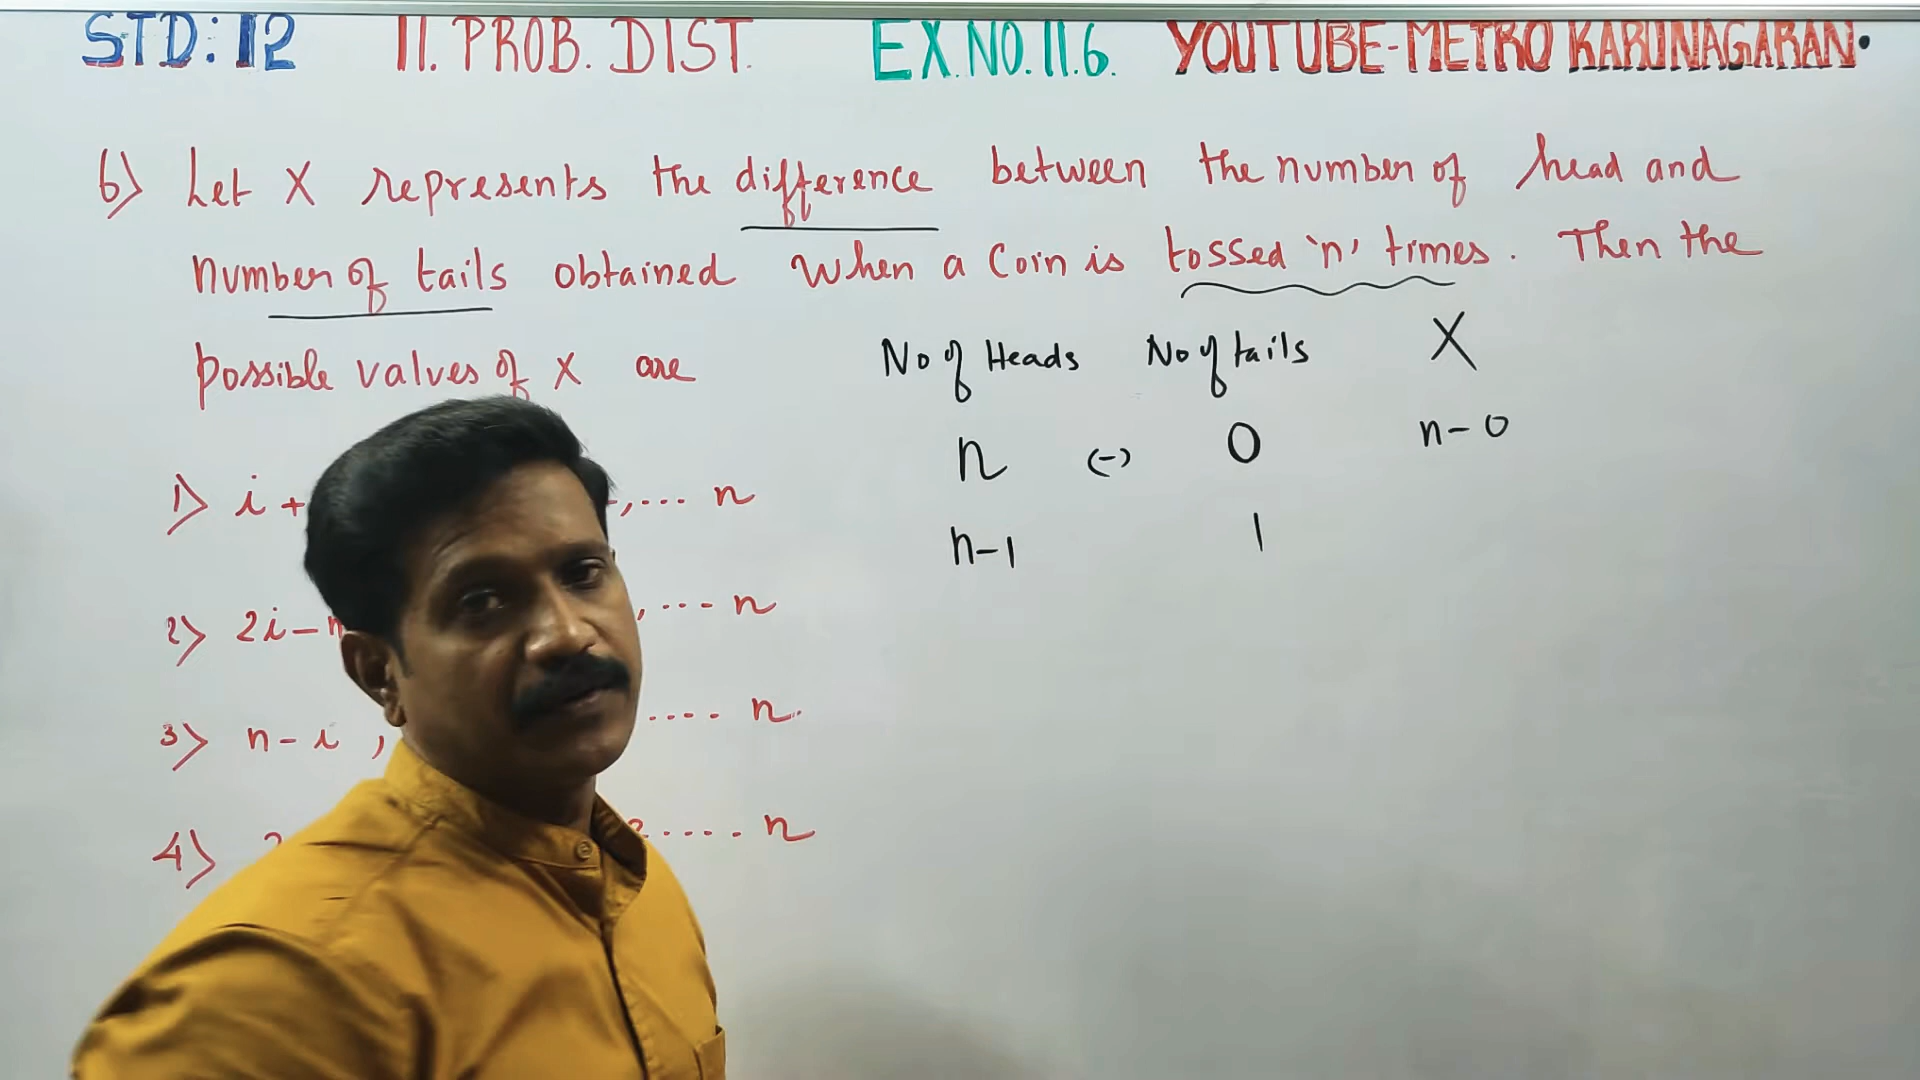 STD: 12 11. PROB. DIST. EX.NO.11.6. YOUTUBE-METRO KARUNAGARAN.
6) Let X represents the difference between the number of head and
number of tails obtained when a coin is tossed 'n' times. Then the
possible values of X are
No of Heads No of tails X
n (-) 0 n-0
1) i + ,... n
n-1 1
2) 2i-n , ... n
3) n-i , .... n.
4) 2 2.... n